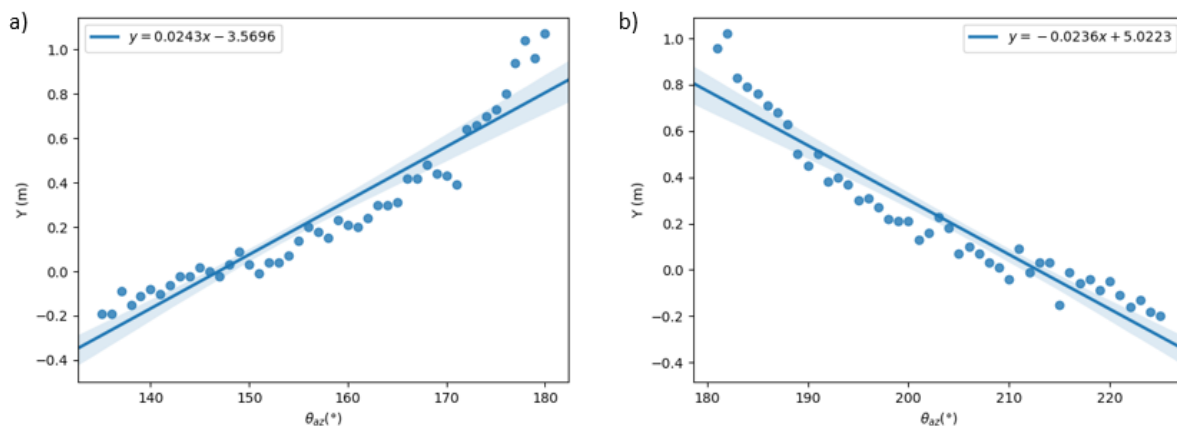 a)
y = 0.0243x − 3.5696
1.0
0.8
0.6
0.4
0.2
0.0
−0.2
−0.4
Y (m)
140 150 160 170 180
θaz(°)
b)
y = −0.0236x + 5.0223
1.0
0.8
0.6
0.4
0.2
0.0
−0.2
−0.4
Y (m)
180 190 200 210 220
θaz(°)